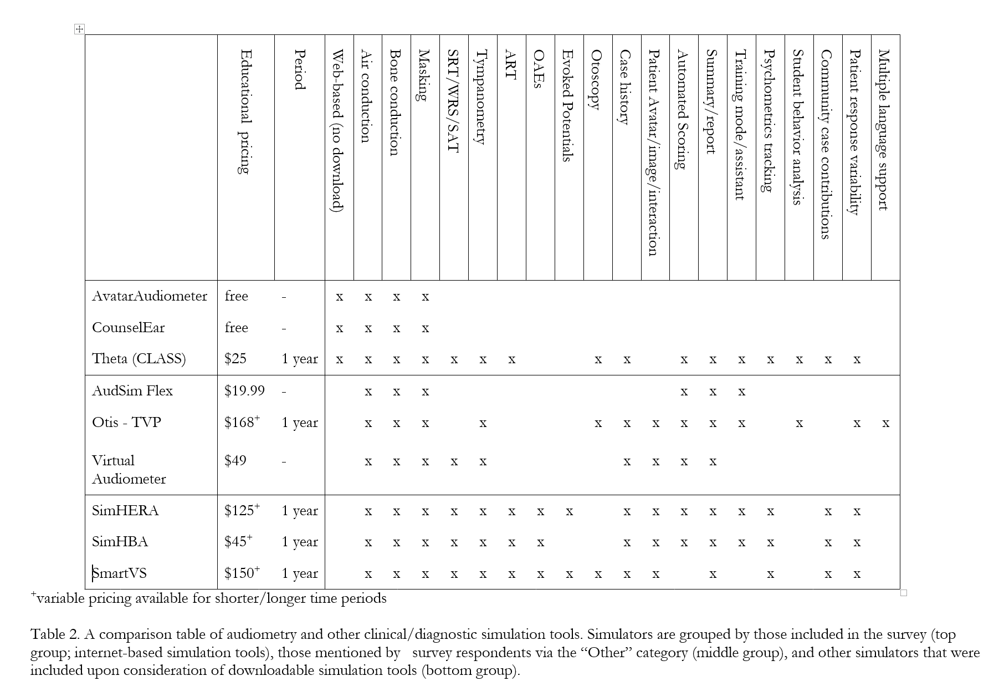 Educational pricing
Period
Web-based (no download)
Air conduction
Bone conduction
Masking
SRT/WRS/SAT
Tympanometry
ART
OAEs
Evoked Potentials
Otoscopy
Case history
Patient Avatar/image/interaction
Automated Scoring
Summary/report
Training mode/assistant
Psychometrics tracking
Student behavior analysis
Community case contributions
Patient response variability
Multiple language support
AvatarAudiometer free - x x x x
CounselEar free - x x x x
Theta (CLASS) $25 1 year x x x x x x x x x x x x x x x x
AudSim Flex $19.99 - x x x x x x
Otis - TVP $168+ 1 year x x x x x x x x x x x x x
Virtual
Audiometer $49 - x x x x x x x x x
SimHERA $125+ 1 year x x x x x x x x x x x x x x x x
SimHBA $45+ 1 year x x x x x x x x x x x x x x x
SmartVS $150+ 1 year x x x x x x x x x x x x x x x
+variable pricing available for shorter/longer time periods
Table 2. A comparison table of audiometry and other clinical/diagnostic simulation tools. Simulators are grouped by those included in the survey (top
group; internet-based simulation tools), those mentioned by survey respondents via the “Other” category (middle group), and other simulators that were
included upon consideration of downloadable simulation tools (bottom group).